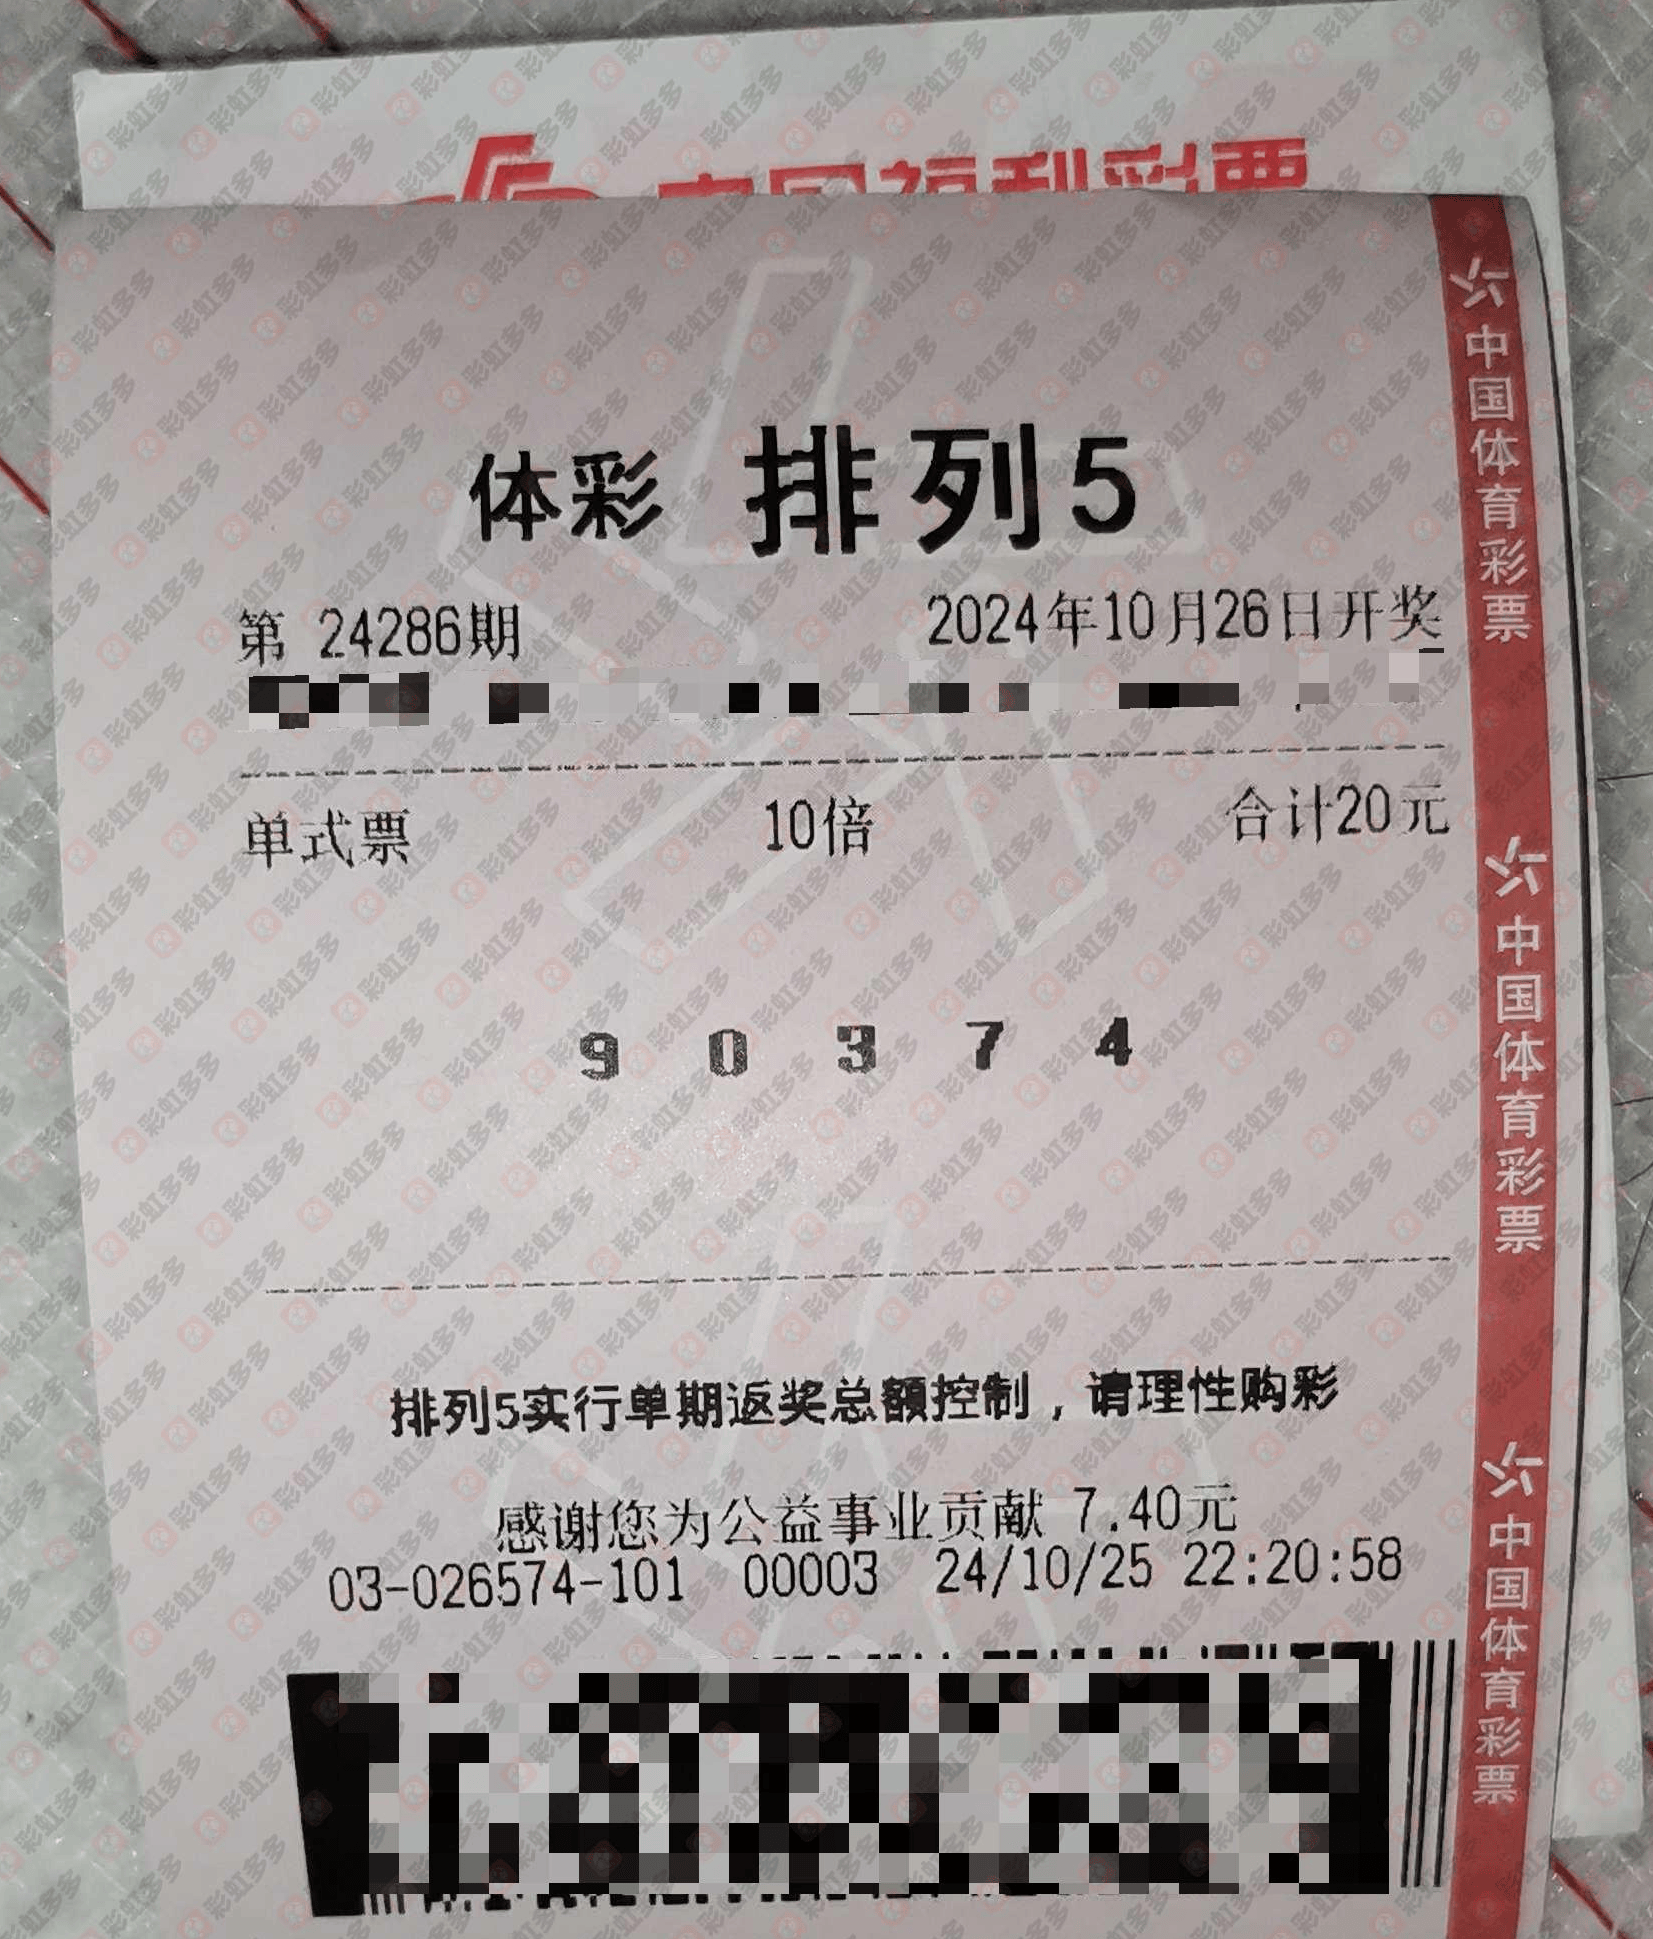 中国福利彩票
体彩 排列5
第 24286期 2024年10月26日开奖
单式票 10倍 合计20元
9 0 3 7 4
排列5实行单期返奖总额控制，请理性购彩
感谢您为公益事业贡献 7.40元
03-026574-101 00003 24/10/25 22:20:58
中国体育彩票
中国体育彩票
中国体育彩票
彩虹多多